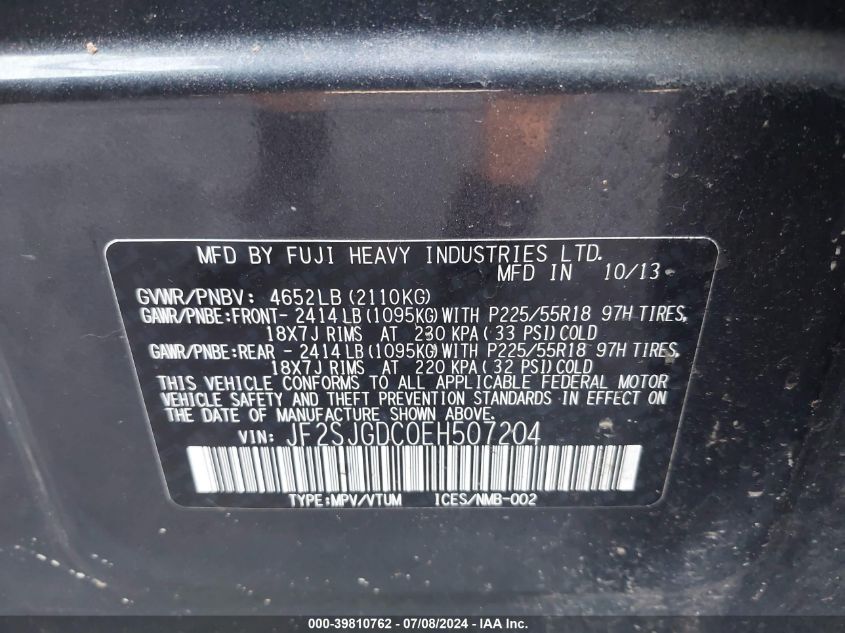 MFD BY FUJI HEAVY INDUSTRIES LTD.
MFD IN 10/13
GVWR/PNBV: 4652LB (2110KG)
GAWR/PNBE:FRONT- 2414 LB (1095KG) WITH P225/55R18 97H TIRES,
18X7J RIMS AT 230 KPA (33 PSI) COLD
GAWR/PNBE:REAR - 2414 LB (1095KG) WITH P225/55R18 97H TIRES,
18X7J RIMS AT 220 KPA (32 PSI) COLD
THIS VEHICLE CONFORMS TO ALL APPLICABLE FEDERAL MOTOR
VEHICLE SAFETY AND THEFT PREVENTION STANDARDS IN EFFECT ON
THE DATE OF MANUFACTURE SHOWN ABOVE.
VIN: JF2SJGDC0EH507204
TYPE:MPV/VTUM ICES/NMB-002
000-39810762 - 07/08/2024 - IAA Inc.